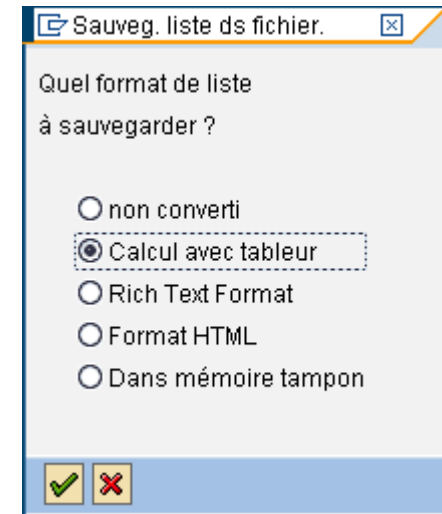 Sauveg. liste ds fichier.
Quel format de liste
à sauvegarder ?
non converti
Calcul avec tableur
Rich Text Format
Format HTML
Dans mémoire tampon